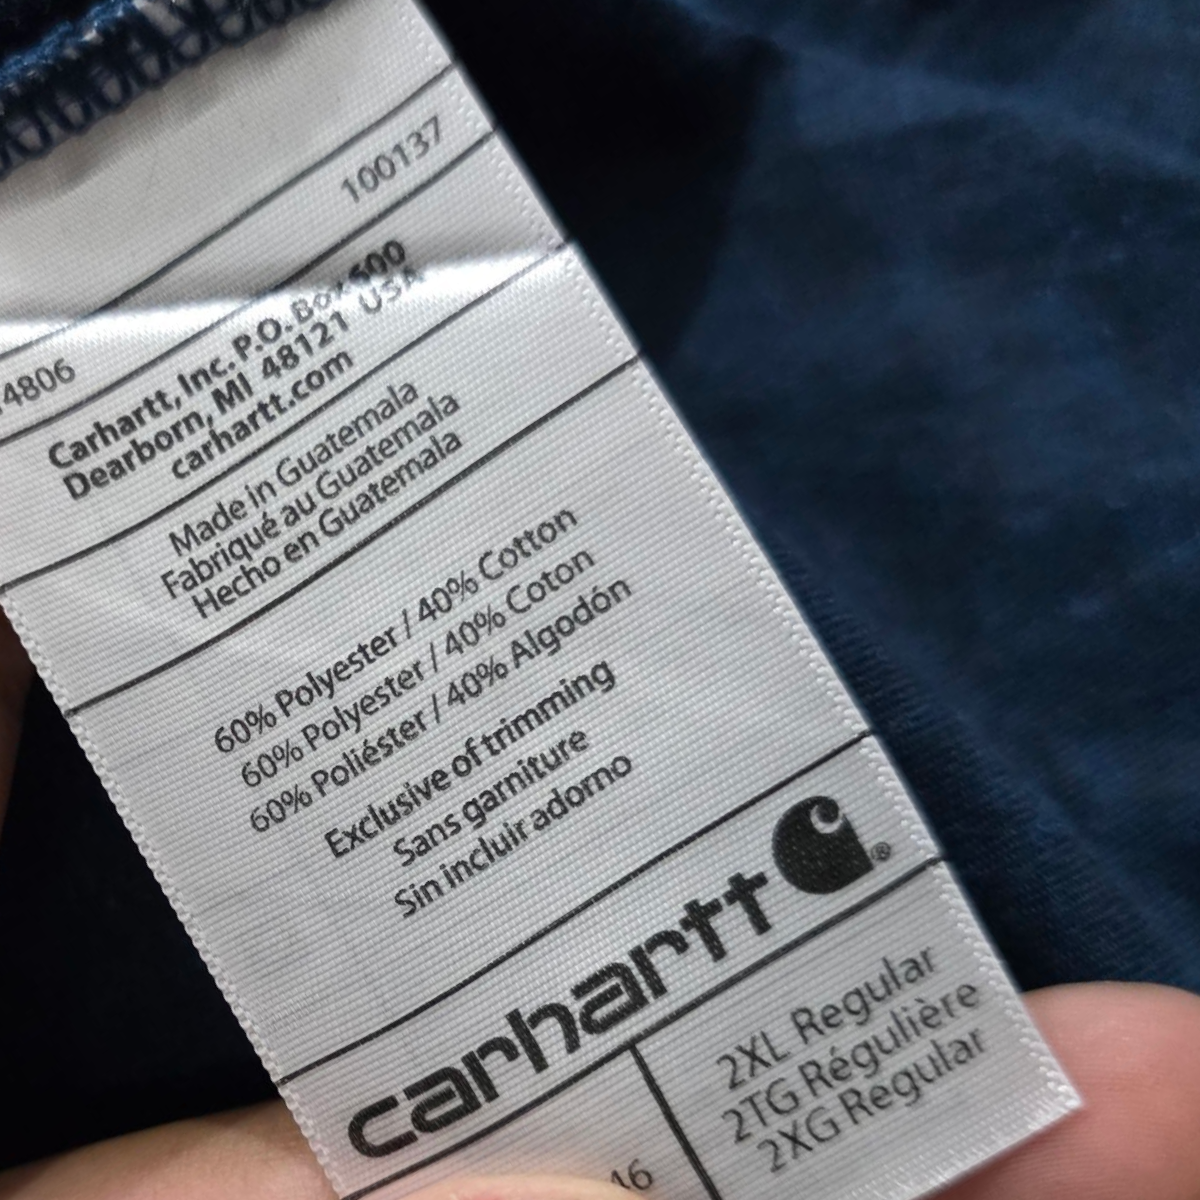 100137
4806
Carhartt, Inc. P.O. Box 600
Dearborn, MI 48121 USA
carhartt.com
Made in Guatemala
Fabriqué au Guatemala
Hecho en Guatemala
60% Polyester / 40% Cotton
60% Polyester / 40% Coton
60% Poliéster / 40% Algodón
Exclusive of trimming
Sans garniture
Sin incluir adorno
carhartt ®
2XL Regular
2TG Régulière
2XG Regular
46